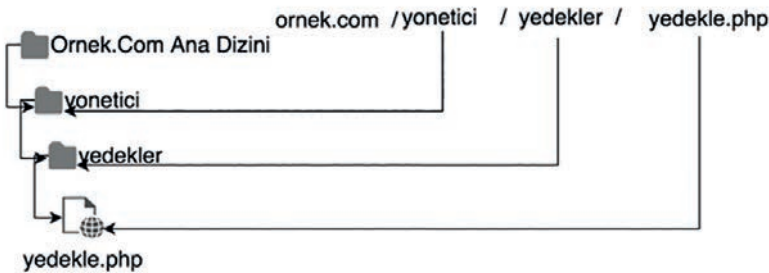 ornek.com / yonetici / yedekler / yedekle.php
Ornek.Com Ana Dizini
yonetici
yedekler
yedekle.php